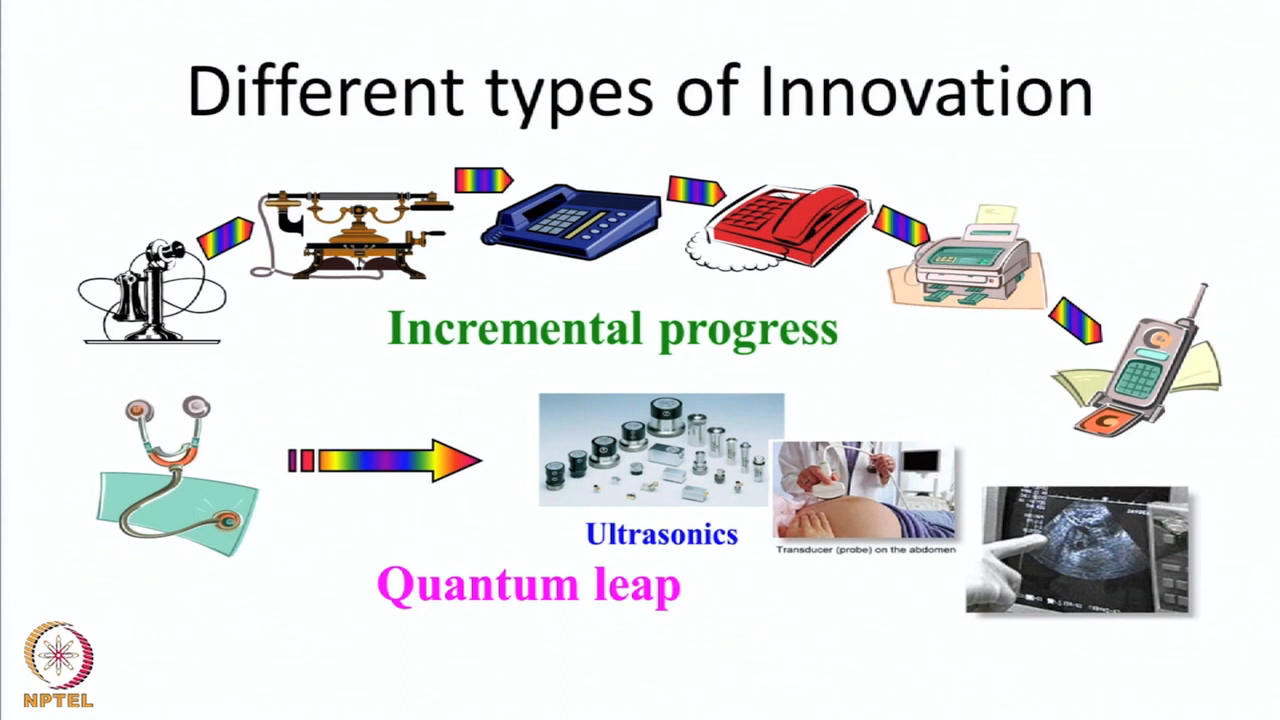 Different types of Innovation
Incremental progress
Ultrasonics
Transducer (probe) on the abdomen
Quantum leap
NPTEL